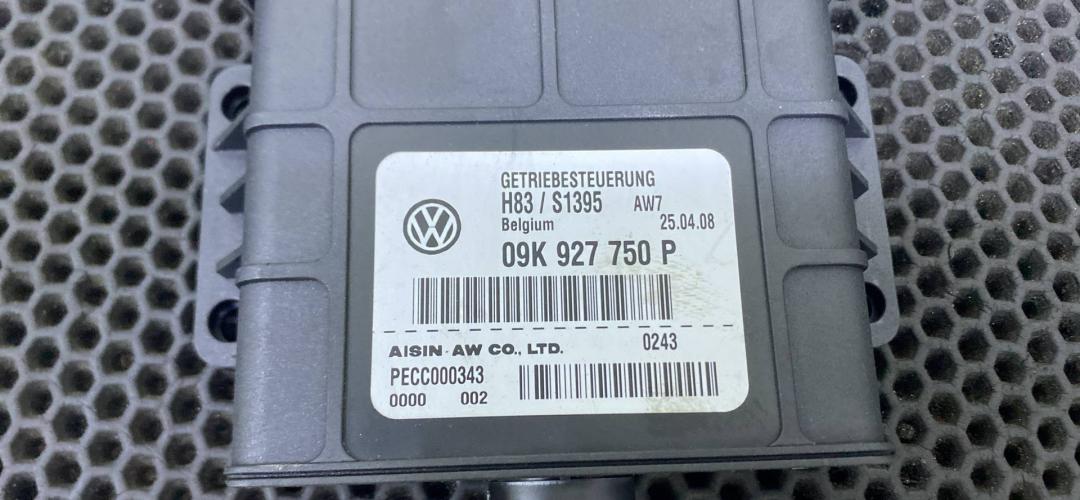 GETRIEBESTEUERUNG
H83 / S1395 AW7
Belgium 25.04.08
09K 927 750 P
AISIN AW CO., LTD. 0243
PECC000343
0000 002